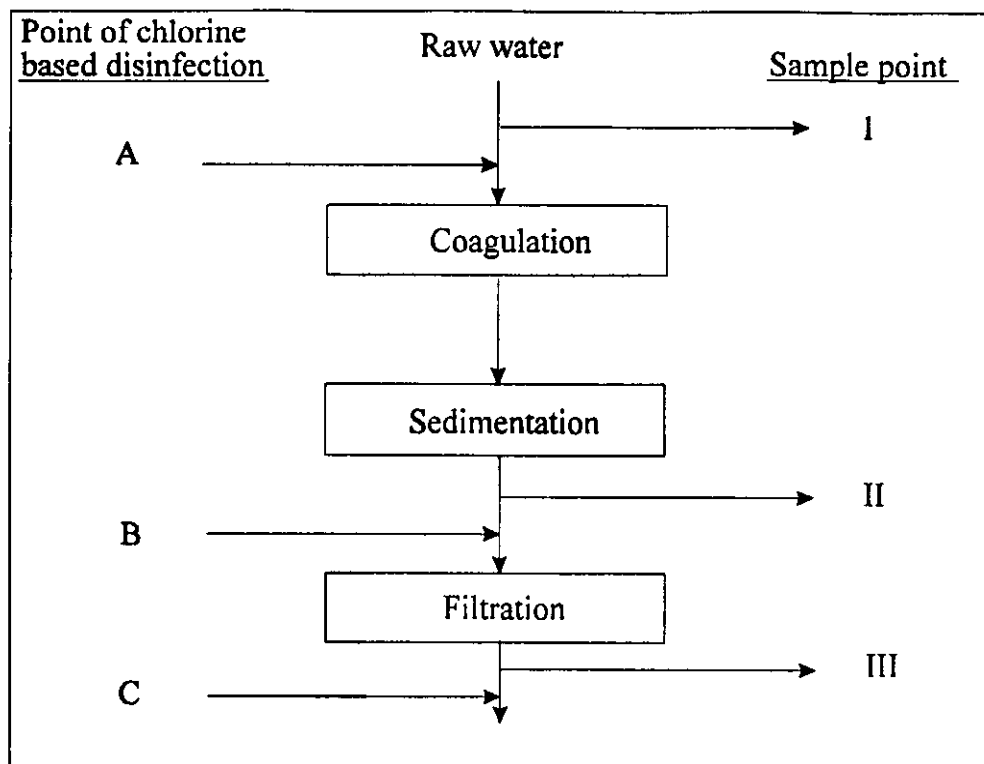 Point of chlorine
based disinfection
Raw water
Sample point
I
A
Coagulation
Sedimentation
II
B
Filtration
III
C